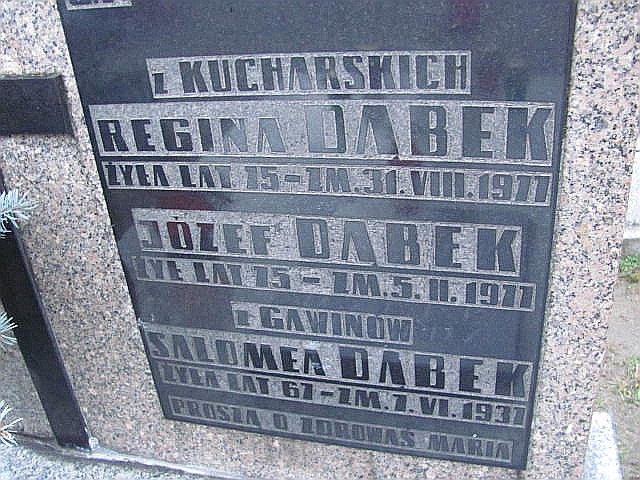 z KUCHARSKICH
REGINA DĄBEK
ŻYŁA LAT 75 - ZM. 31. VIII. 1977
JÓZEF DĄBEK
ŻYŁ LAT 75 - ZM. 5. II. 1977
z GAWINÓW
SALOMEA DĄBEK
ŻYŁA LAT 67 - ZM. 7. VI. 1937
PROSZĄ O ZDROWAŚ MARIA